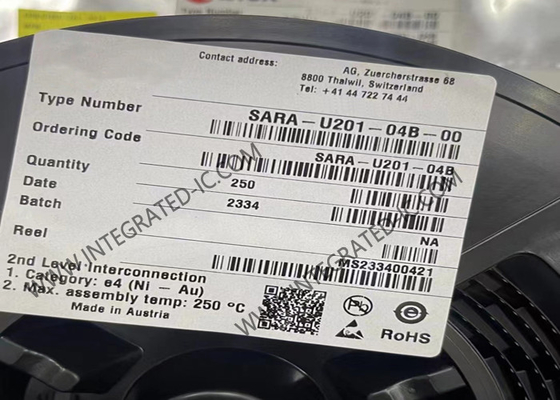 Contact address:
AG, Zuercherstrasse 68
8800 Thalwil, Switzerland
Tel: +41 44 722 74 44
Type Number
SARA-U201-04B-00
Ordering Code
SARA-U201-04B
Quantity
250
Date
2334
Batch
NA
Reel
MS233400421
2nd Level Interconnection
1. Category: e4 (Ni - Au)
2. Max. assembly temp: 250 °C
Made in Austria
Pb
e
RoHS
WWW.INTEGRATED-IC.COM
WWW.INTEGRATED-IC.COM